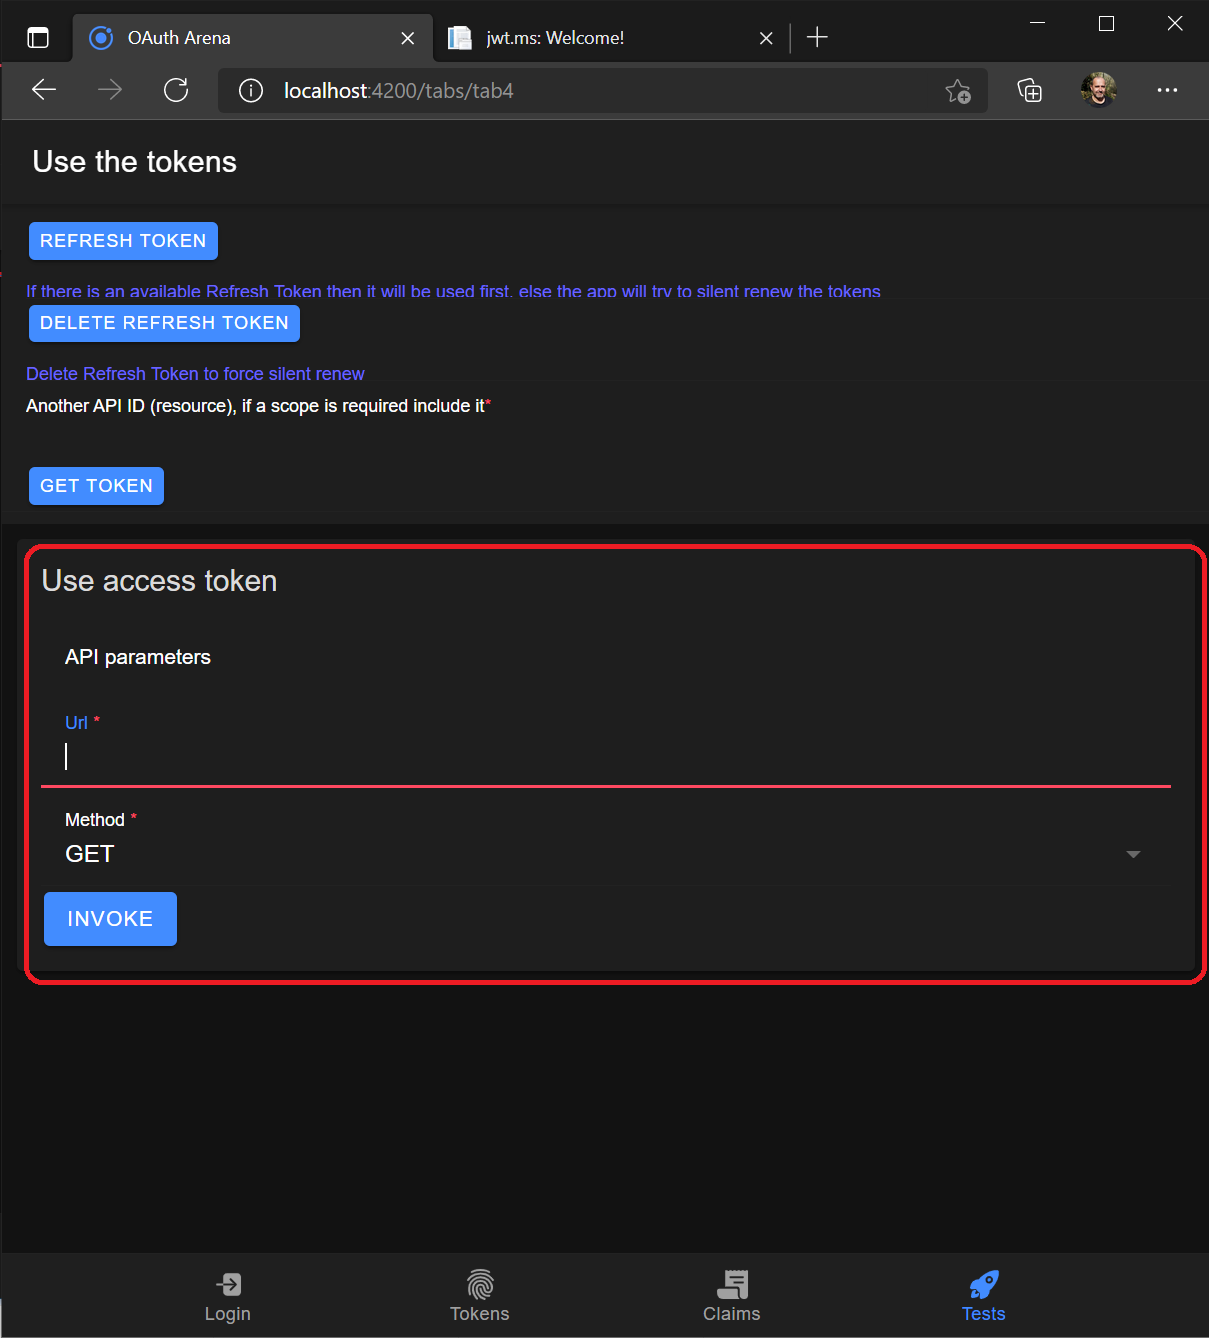 OAuth Arena
jwt.ms: Welcome!
localhost:4200/tabs/tab4
Use the tokens
REFRESH TOKEN
If there is an available Refresh Token then it will be used first, else the app will try to silent renew the tokens
DELETE REFRESH TOKEN
Delete Refresh Token to force silent renew
Another API ID (resource), if a scope is required include it*
GET TOKEN
Use access token
API parameters
Url *
Method *
GET
INVOKE
Login
Tokens
Claims
Tests